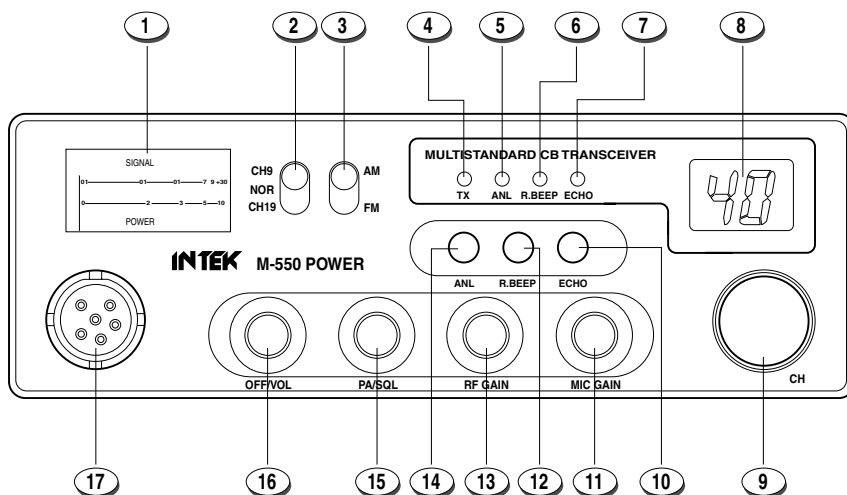 1 2 3 4 5 6 7 8
MULTISTANDARD CB TRANSCEIVER
SIGNAL
01 01 01 7 9 +30
0 2 3 5 10
POWER
CH9
NOR
CH19
AM
FM
TX ANL R.BEEP ECHO
40
INTEK M-550 POWER
ANL R.BEEP ECHO
OFF/VOL PA/SQL RF GAIN MIC GAIN CH
17 16 15 14 13 12 11 10 9